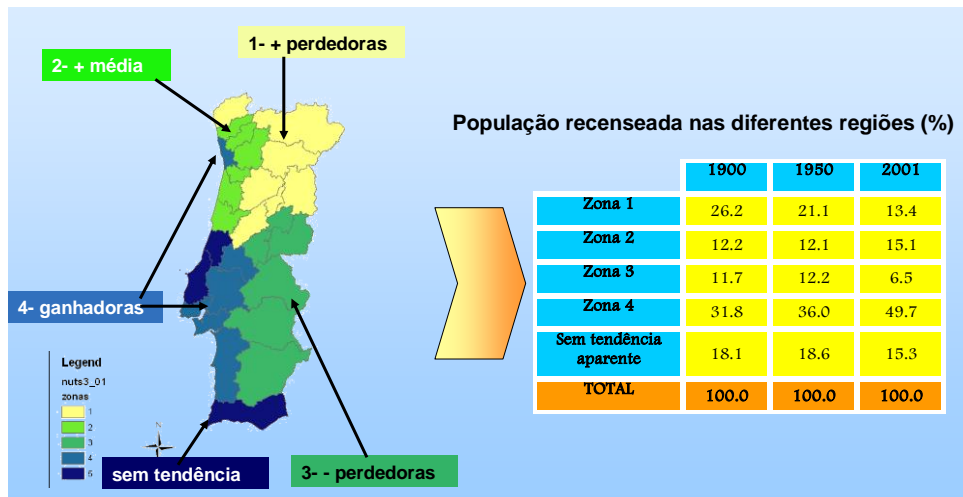 1- + perdedoras
2- + média
4- ganhadoras
Legend
nuts3_01
zonas
1
2
3
4
5
N
sem tendência
3- - perdedoras
População recenseada nas diferentes regiões (%)
1900 1950 2001
Zona 1 26.2 21.1 13.4
Zona 2 12.2 12.1 15.1
Zona 3 11.7 12.2 6.5
Zona 4 31.8 36.0 49.7
Sem tendência
aparente 18.1 18.6 15.3
TOTAL 100.0 100.0 100.0